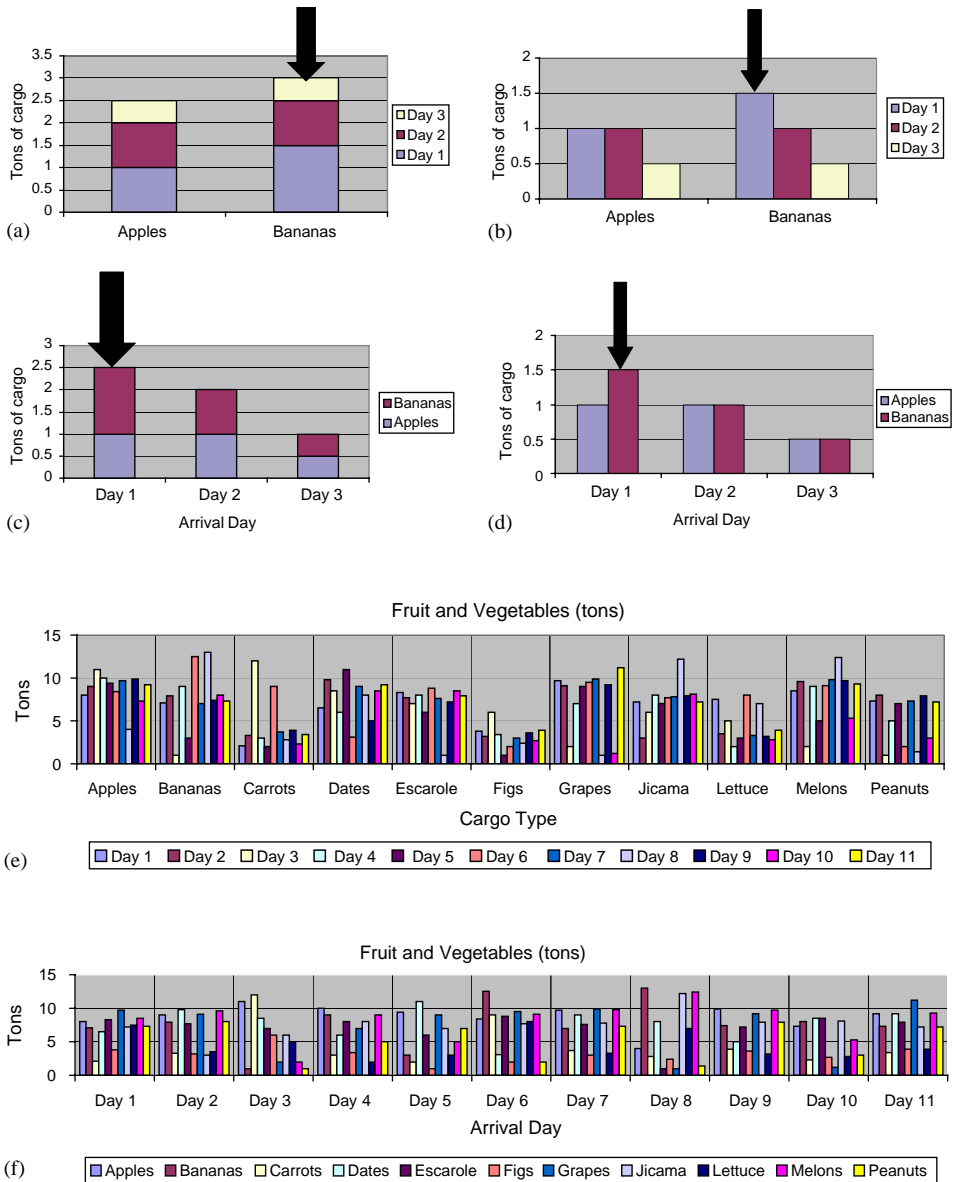 3.5
3
2.5
2
1.5
1
0.5
0
Tons of cargo
Apples Bananas
Day 3
Day 2
Day 1
(a)
2
1.5
1
0.5
0
Tons of cargo
Apples Bananas
Day 1
Day 2
Day 3
(b)
3
2.5
2
1.5
1
0.5
0
Tons of cargo
Day 1 Day 2 Day 3
Arrival Day
Bananas
Apples
(c)
2
1.5
1
0.5
0
Tons of cargo
Day 1 Day 2 Day 3
Arrival Day
Apples
Bananas
(d)
Fruit and Vegetables (tons)
15
10
5
0
Tons
Apples Bananas Carrots Dates Escarole Figs Grapes Jicama Lettuce Melons Peanuts
Cargo Type
Day 1 Day 2 Day 3 Day 4 Day 5 Day 6 Day 7 Day 8 Day 9 Day 10 Day 11
(e)
Fruit and Vegetables (tons)
15
10
5
0
Tons
Day 1 Day 2 Day 3 Day 4 Day 5 Day 6 Day 7 Day 8 Day 9 Day 10 Day 11
Arrival Day
Apples Bananas Carrots Dates Escarole Figs Grapes Jicama Lettuce Melons Peanuts
(f)